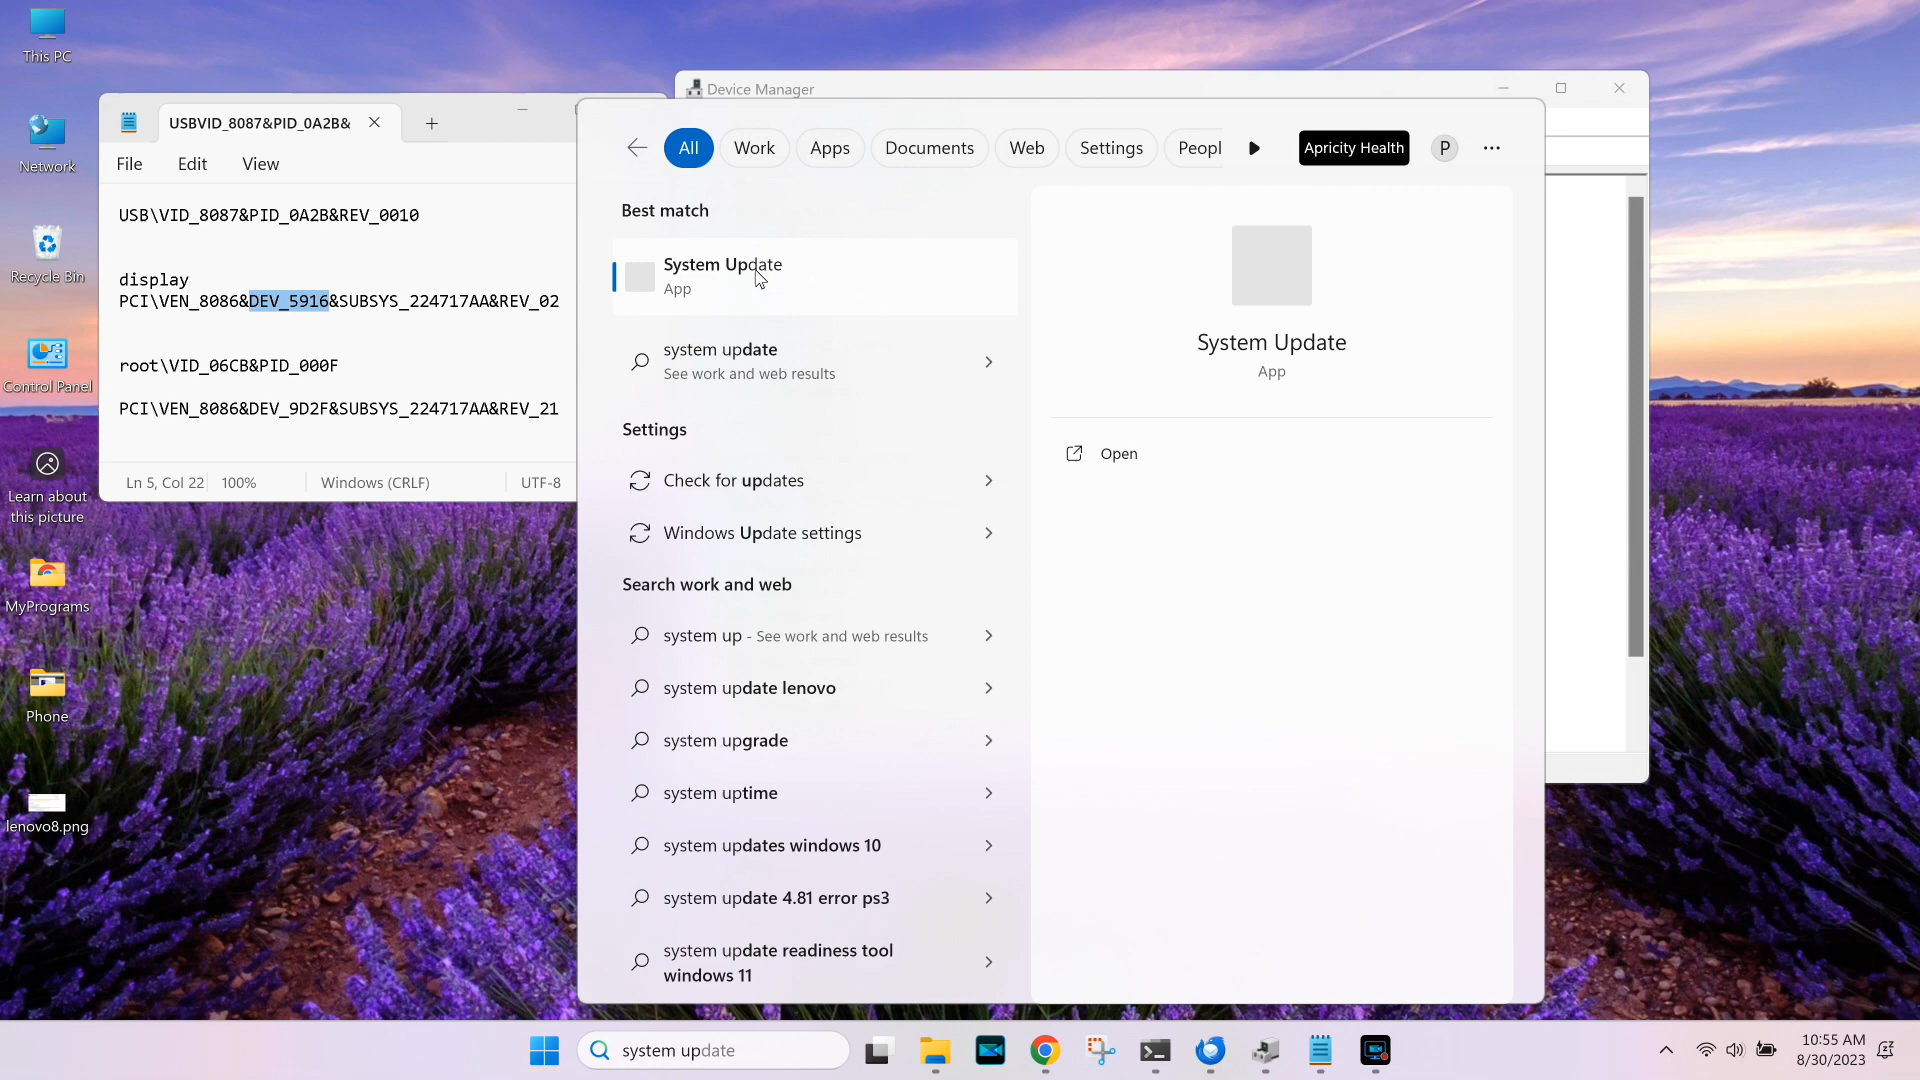 This PC
Network
Recycle Bin
Control Panel
Learn about
this picture
MyPrograms
Phone
lenovo8.png
USBVID_8087&PID_0A2B&
File Edit View
USB\VID_8087&PID_0A2B&REV_0010
display
PCI\VEN_8086&DEV_5916&SUBSYS_224717AA&REV_02
root\VID_06CB&PID_000F
PCI\VEN_8086&DEV_9D2F&SUBSYS_224717AA&REV_21
Ln 5, Col 22 100% Windows (CRLF) UTF-8
Device Manager
All Work Apps Documents Web Settings Peopl Apricity Health P
Best match
System Update
App
system update
See work and web results
Settings
Check for updates
Windows Update settings
Search work and web
system up - See work and web results
system update lenovo
system upgrade
system uptime
system updates windows 10
system update 4.81 error ps3
system update readiness tool
windows 11
System Update
App
Open
system update
10:55 AM
8/30/2023